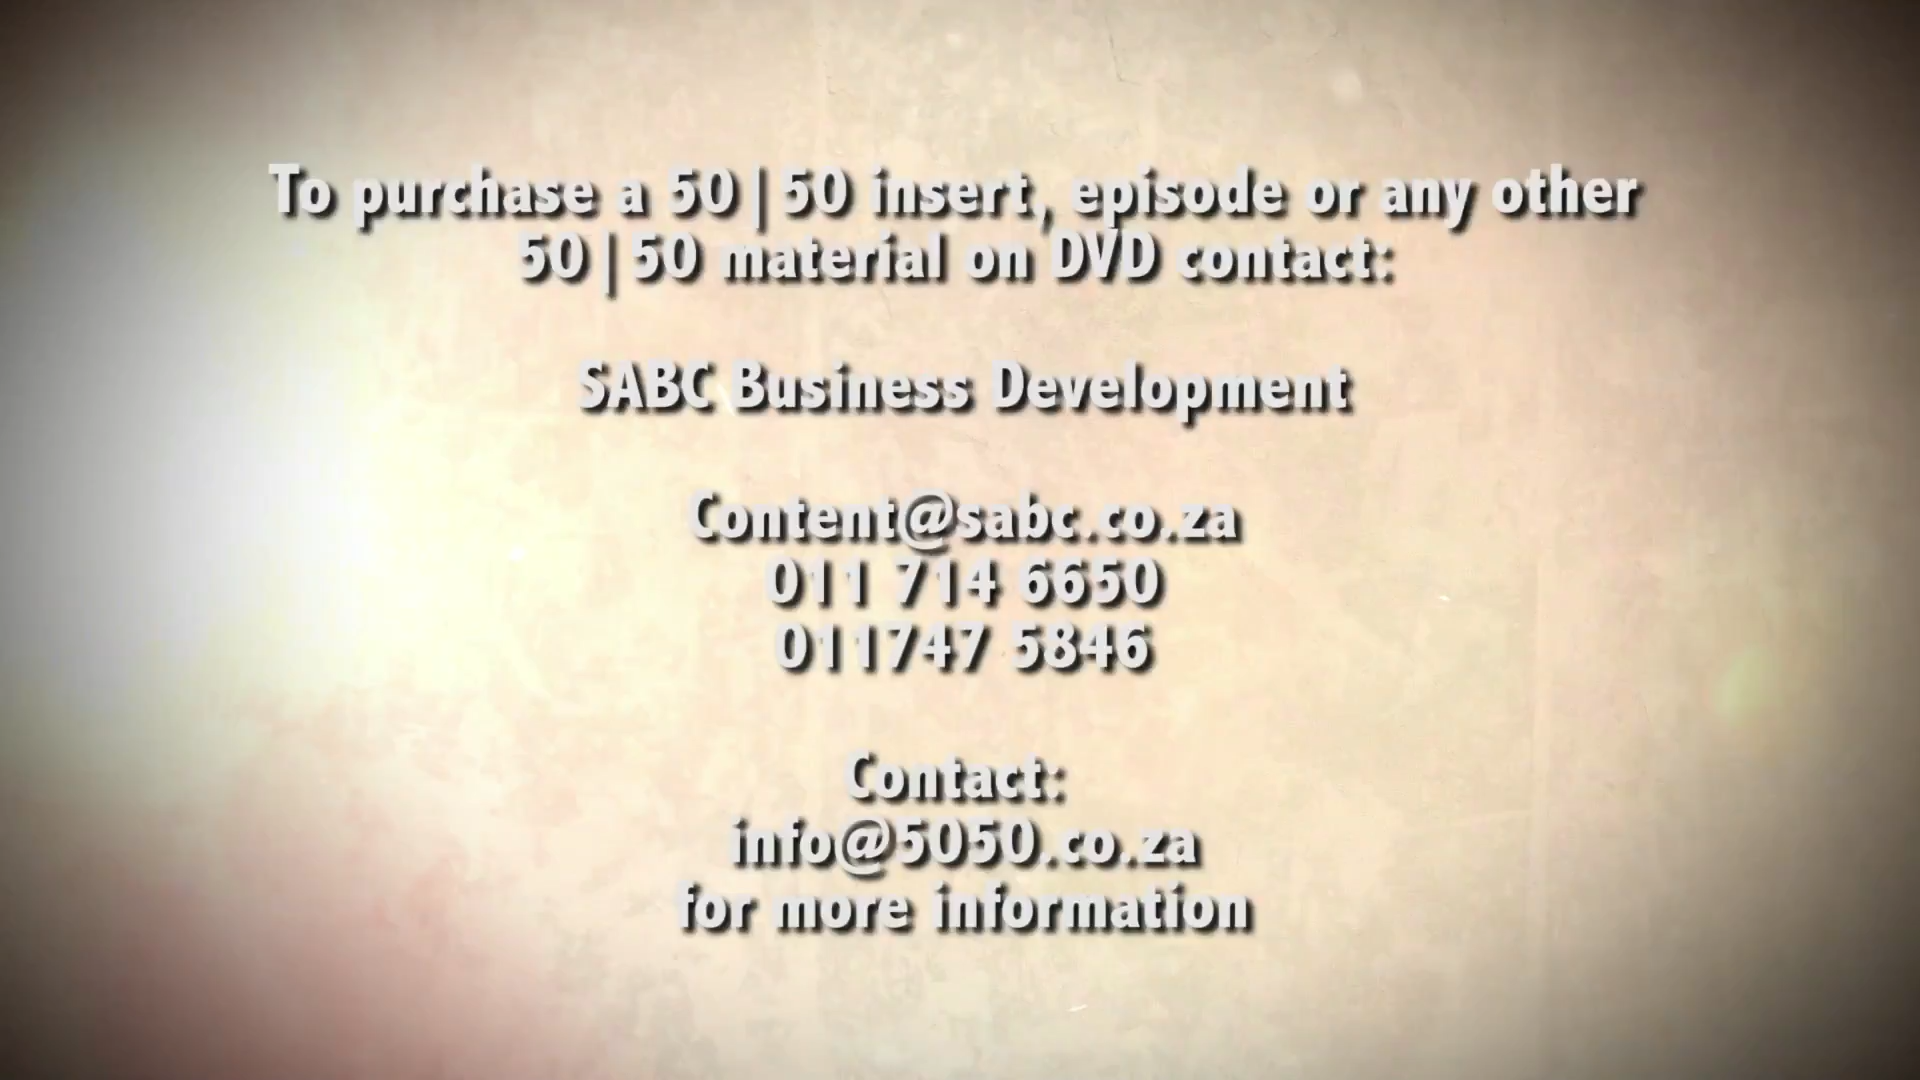 To purchase a 50|50 insert, episode or any other
50|50 material on DVD contact:
SABC Business Development
Content@sabc.co.za
011 714 6650
011747 5846
Contact:
info@5050.co.za
for more information